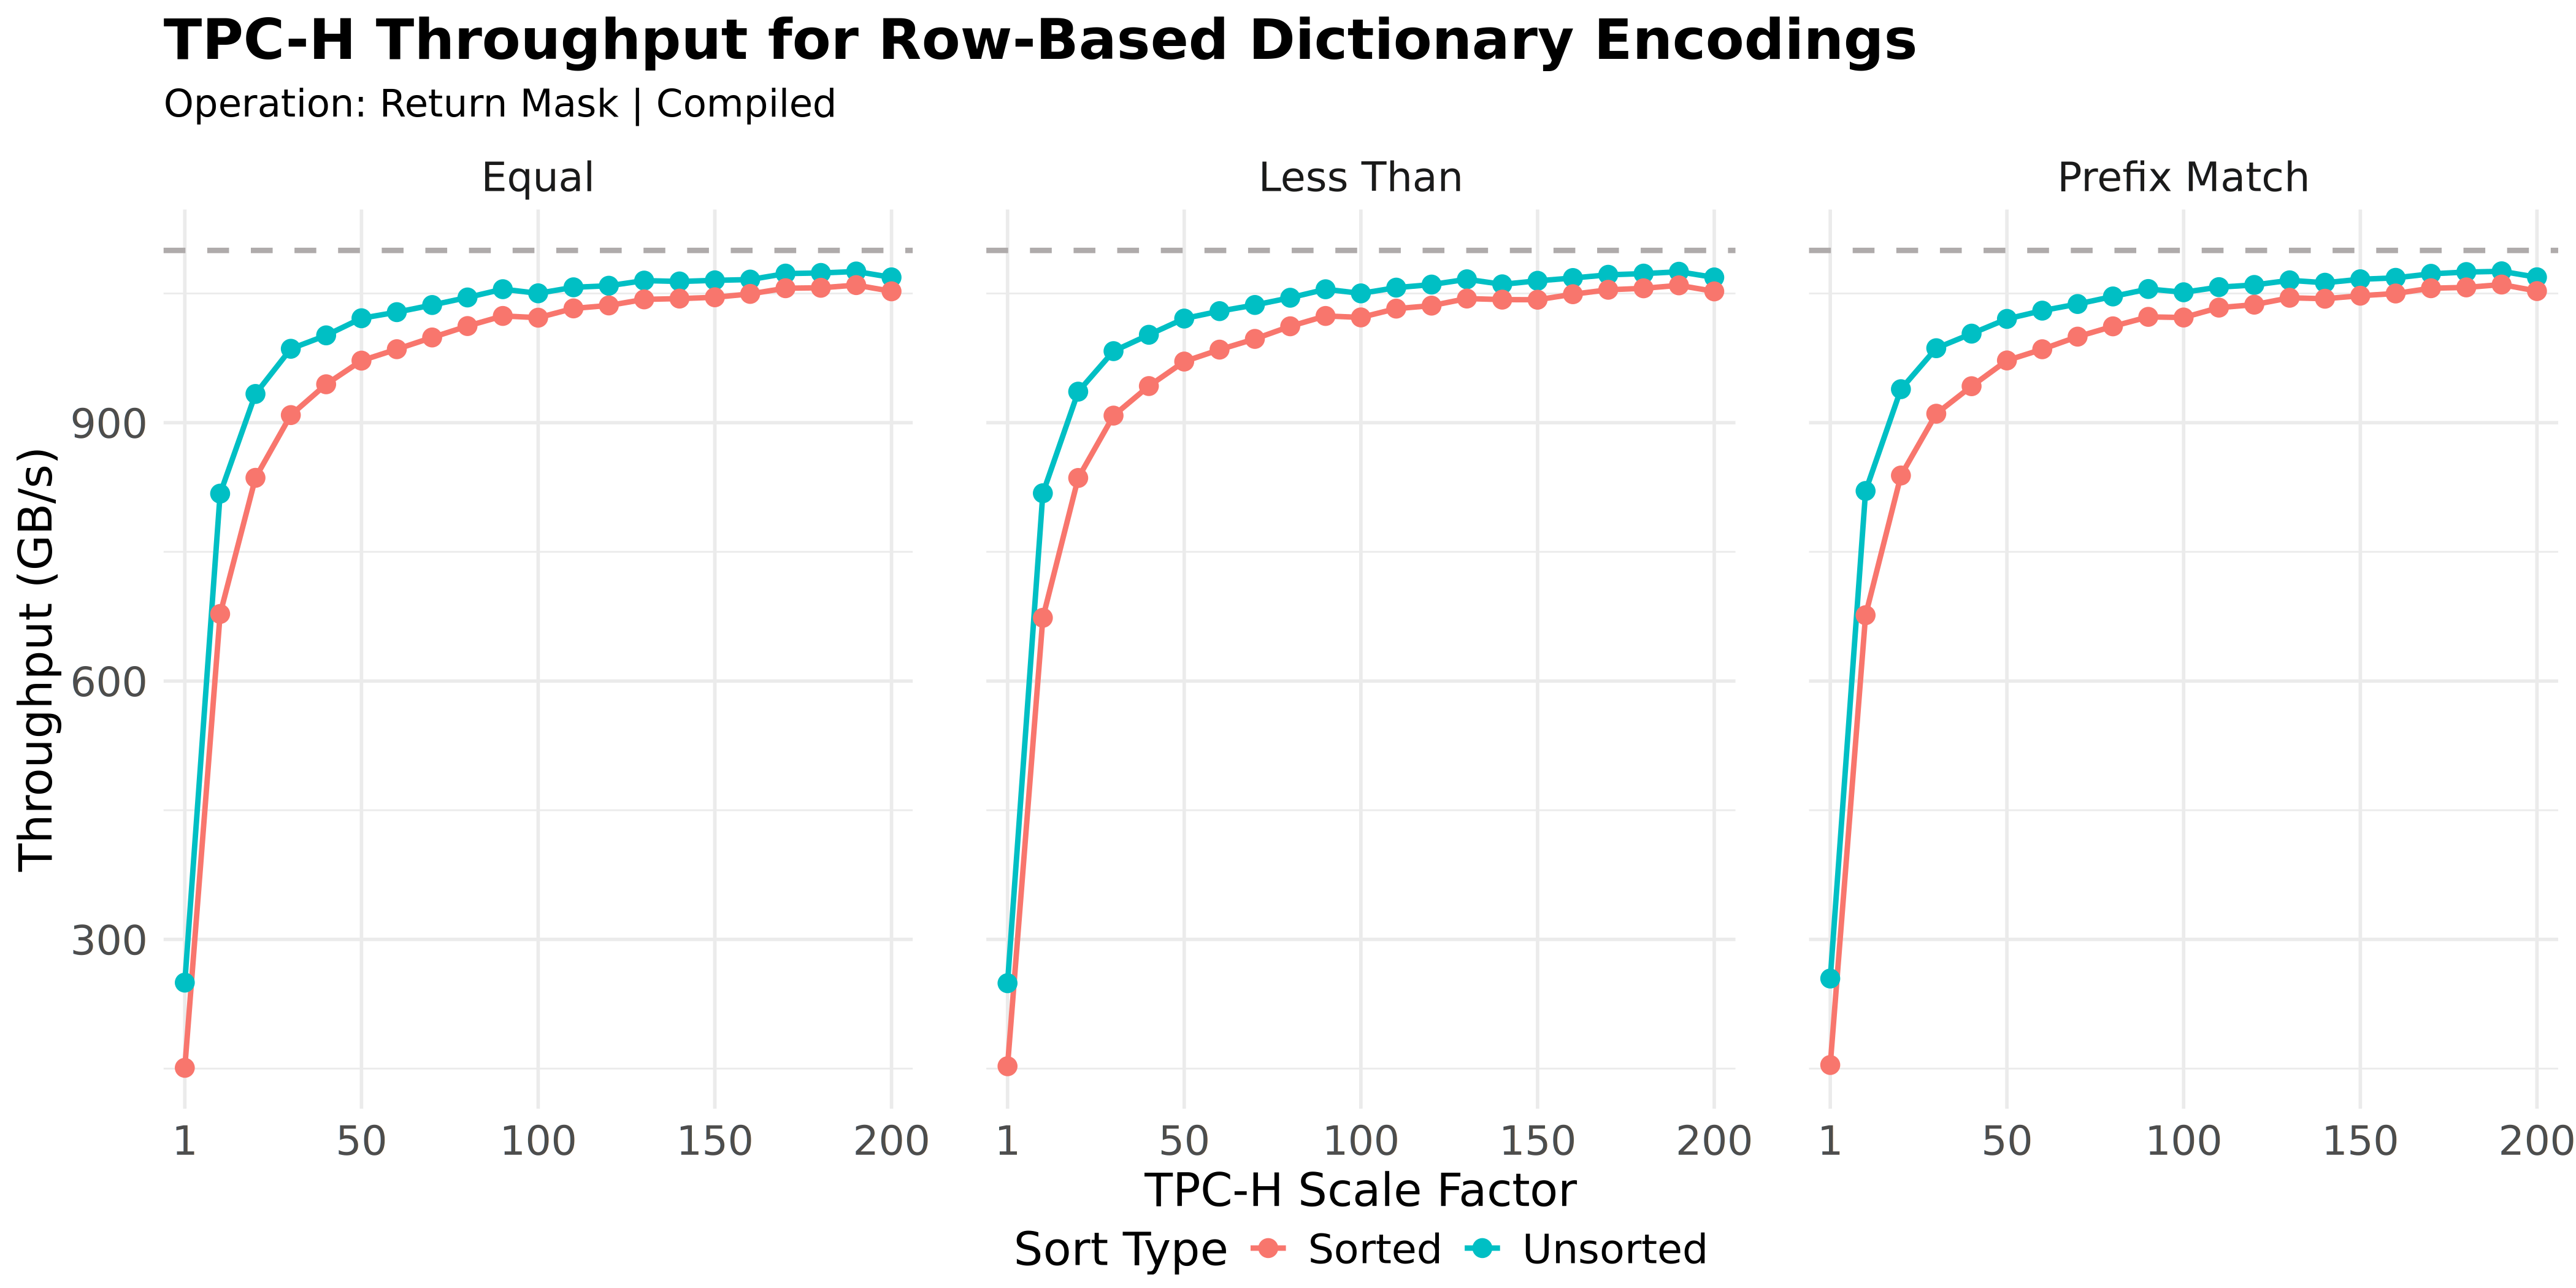 TPC-H Throughput for Row-Based Dictionary Encodings
Operation: Return Mask | Compiled
Equal
Less Than
Prefix Match
Throughput (GB/s)
900
600
300
1 50 100 150 200
1 50 100 150 200
1 50 100 150 200
TPC-H Scale Factor
Sort Type Sorted Unsorted